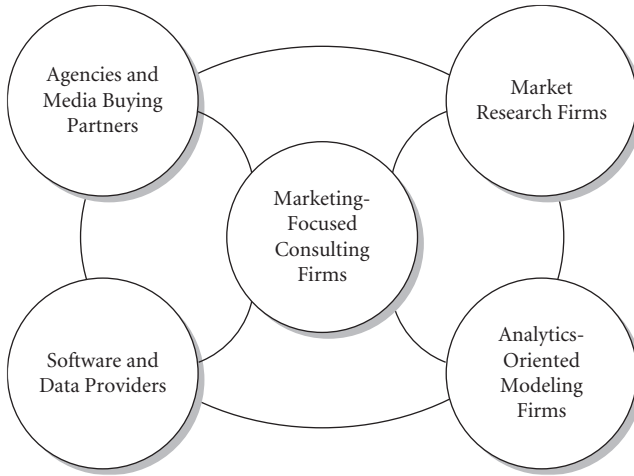 Agencies and
Media Buying
Partners
Market
Research Firms
Marketing-
Focused
Consulting
Firms
Software and
Data Providers
Analytics-
Oriented
Modeling
Firms